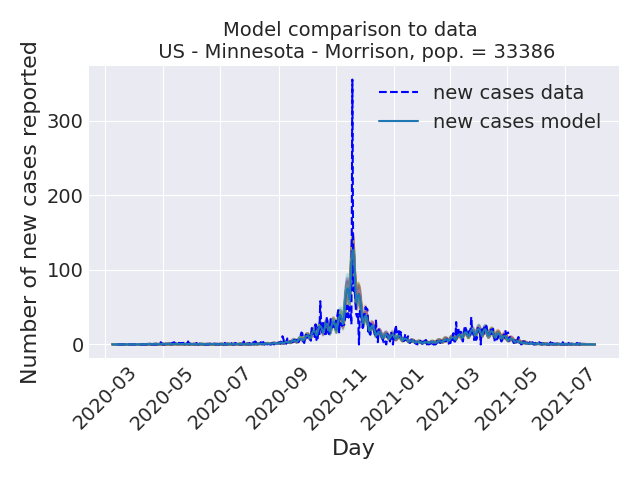 Model comparison to data
US - Minnesota - Morrison, pop. = 33386
Number of new cases reported
300
200
100
0
new cases data
new cases model
2020-03
2020-05
2020-07
2020-09
2020-11
2021-01
2021-03
2021-05
2021-07
Day